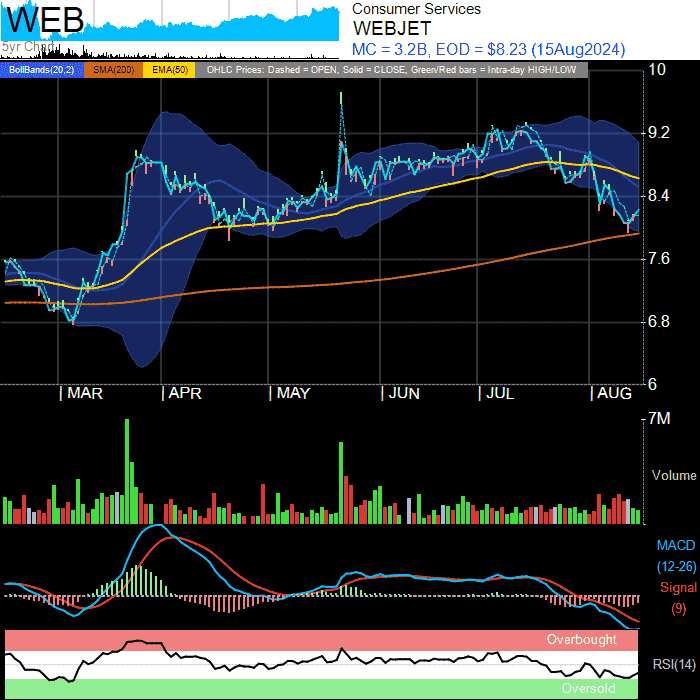 WEB
5yr Chart
Consumer Services
WEBJET
MC = 3.2B, EOD = $8.23 (15Aug2024)
BollBands(20,2) SMA(200) EMA(50) OHLC Prices: Dashed = OPEN, Solid = CLOSE, Green/Red bars = Intra-day HIGH/LOW
10
9.2
8.4
7.6
6.8
6
| MAR | APR | MAY | JUN | JUL | AUG
7M
Volume
MACD
(12-26)
Signal
(9)
Overbought
RSI(14)
Oversold